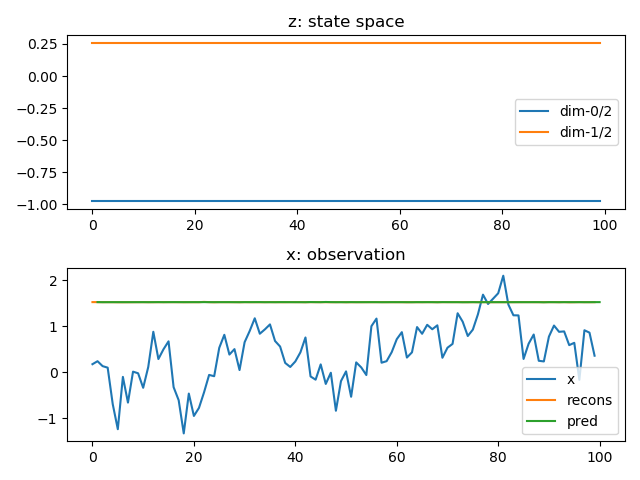 z: state space
0.25
0.00
−0.25
−0.50
−0.75
−1.00
dim-0/2
dim-1/2
0 20 40 60 80 100
x: observation
2
1
0
−1
x
recons
pred
0 20 40 60 80 100